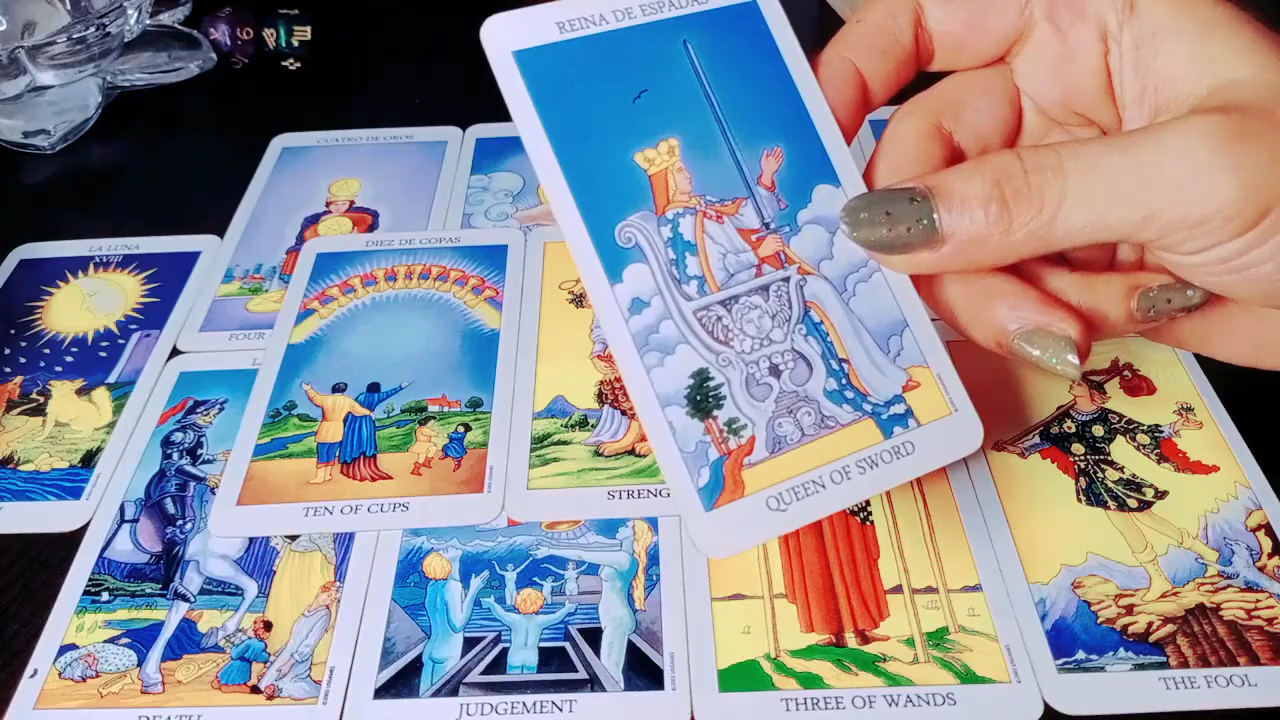 REINA DE ESPADAS
QUEEN OF SWORD
CUATRO DE OROS
FOUR
LA LUNA
XVIII
DIEZ DE COPAS
TEN OF CUPS
L
STRENG
DEATH
JUDGEMENT
THREE OF WANDS
THE FOOL